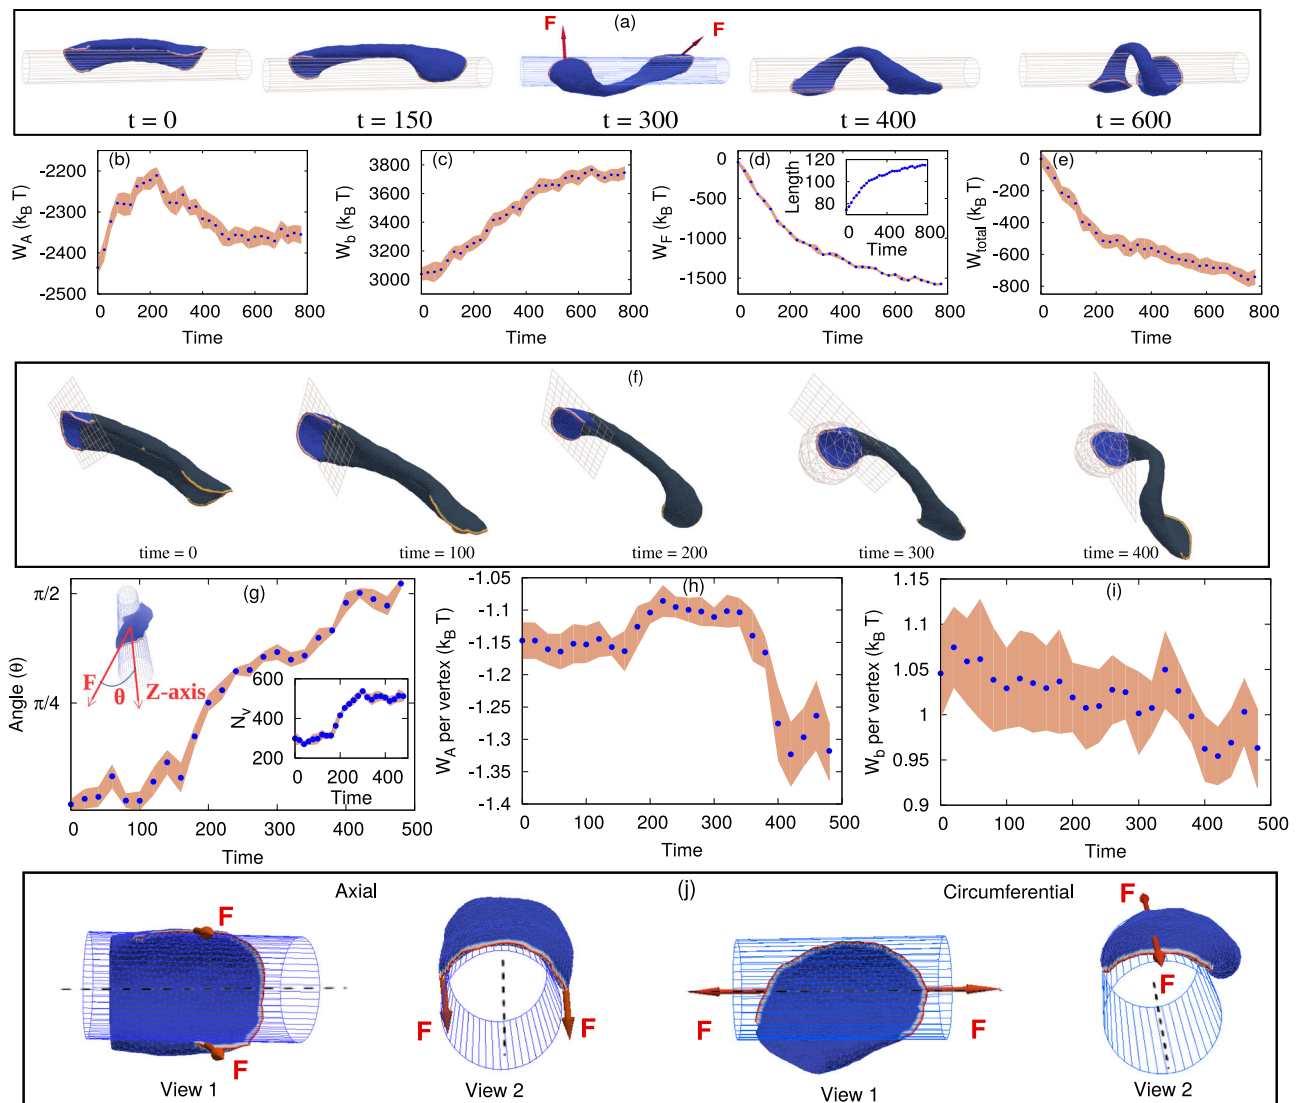 (a)
F
F
t = 0
t = 150
t = 300
t = 400
t = 600
(b)
W_A (k_B T)
-2200
-2300
-2400
-2500
0 200 400 600 800
Time
(c)
W_b (k_B T)
3800
3600
3400
3200
3000
0 200 400 600 800
Time
(d)
W_F (k_B T)
0
-500
-1000
-1500
0 200 400 600 800
Time
Length
120
100
80
0 400 800
Time
(e)
W_total (k_B T)
0
-200
-400
-600
-800
0 200 400 600 800
Time
(f)
time = 0
time = 100
time = 200
time = 300
time = 400
(g)
Angle (θ)
π/2
π/4
F
θ
Z-axis
N_V
600
400
200
0 200 400
Time
0 100 200 300 400 500
Time
(h)
W_A per vertex (k_B T)
-1.05
-1.1
-1.15
-1.2
-1.25
-1.3
-1.35
-1.4
0 100 200 300 400 500
Time
(i)
W_b per vertex (k_B T)
1.15
1.1
1.05
1
0.95
0.9
0 100 200 300 400 500
Time
(j)
Axial
F
F
View 1
F
F
View 2
Circumferential
F
F
View 1
F
F
View 2